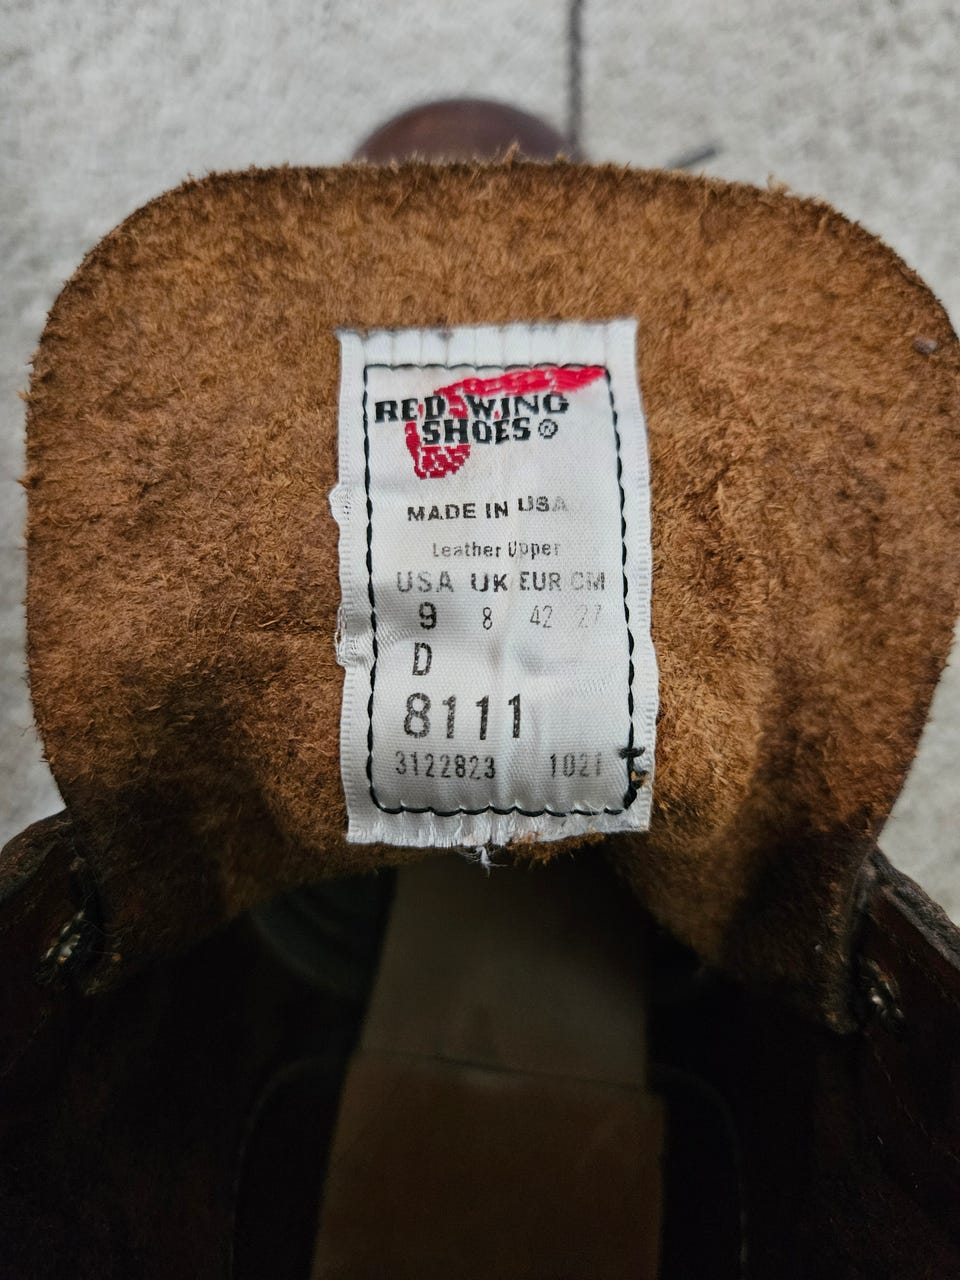 RED WING
SHOES®
MADE IN USA
Leather Upper
USA UK EUR CM
9 8 42 27
D
8111
3122823 1021